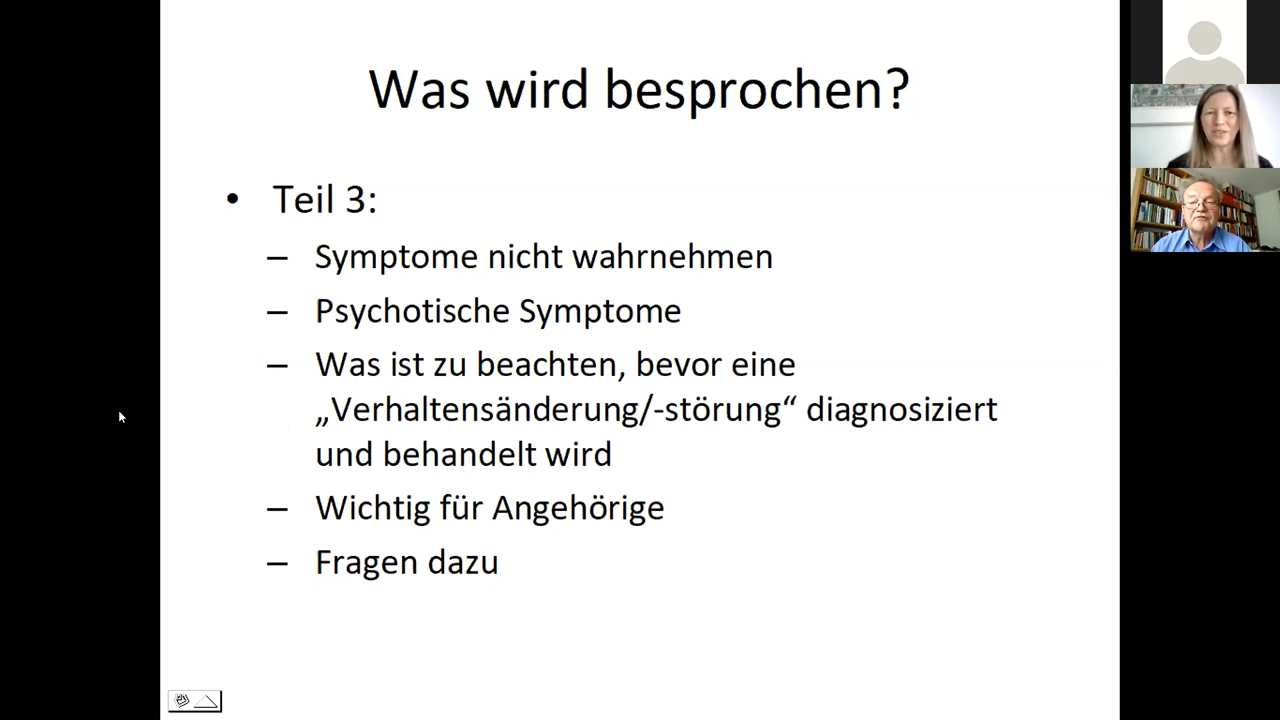 Was wird besprochen?
• Teil 3:
– Symptome nicht wahrnehmen
– Psychotische Symptome
– Was ist zu beachten, bevor eine
„Verhaltensänderung/-störung“ diagnosiziert
und behandelt wird
– Wichtig für Angehörige
– Fragen dazu